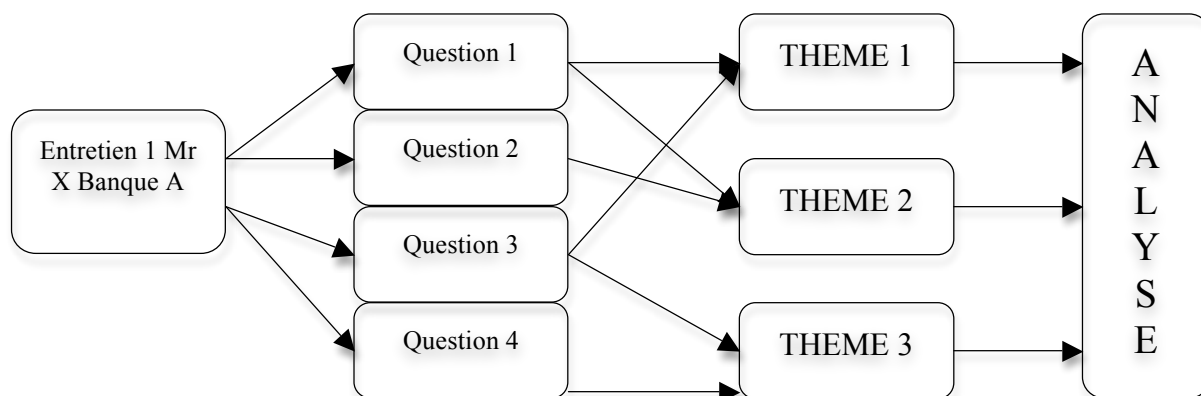 Entretien 1 Mr
X Banque A
Question 1
Question 2
Question 3
Question 4
THEME 1
THEME 2
THEME 3
A
N
A
L
Y
S
E